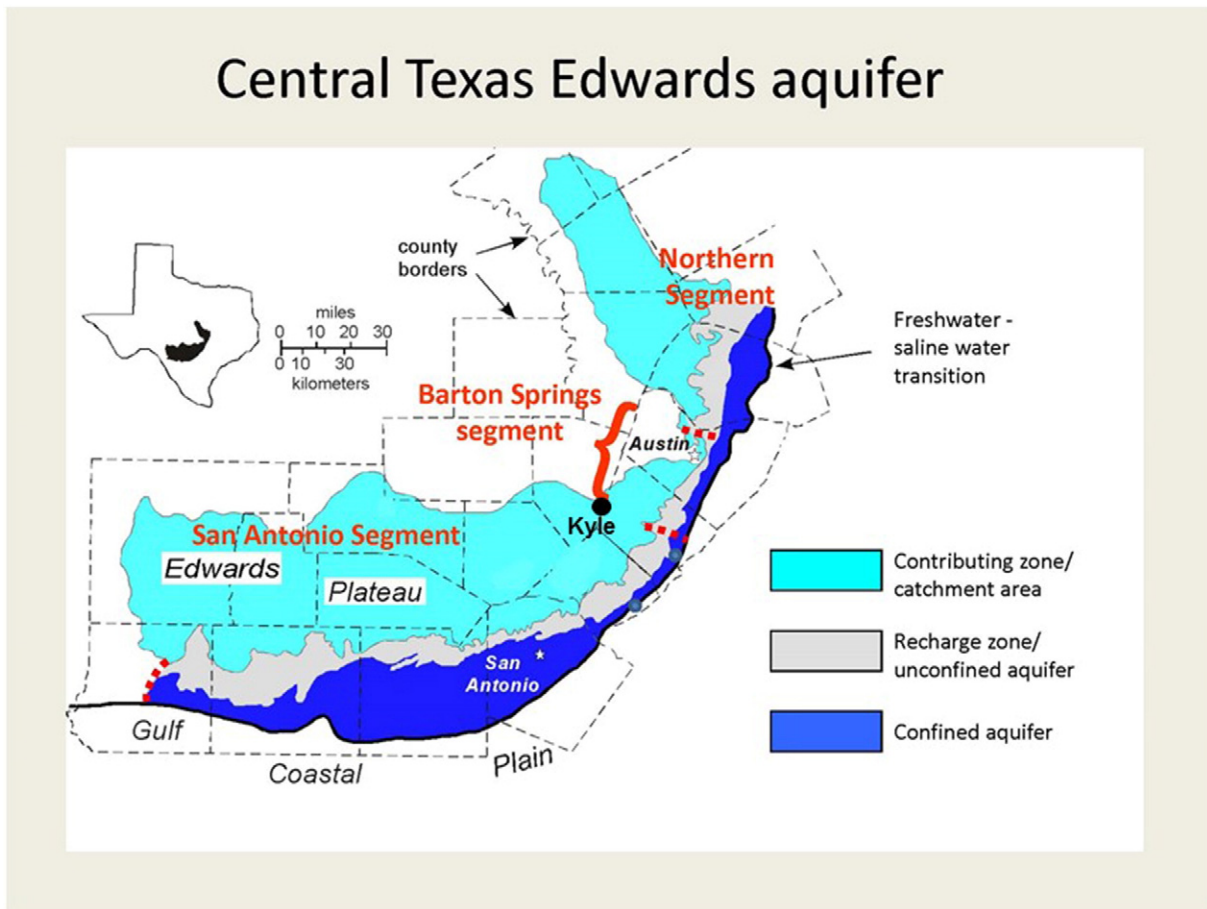 Central Texas Edwards aquifer
county
borders
Northern
Segment
miles
0 10 20 30
0 10 30
kilometers
Freshwater -
saline water
transition
Barton Springs
segment
Austin
Kyle
San Antonio Segment
Edwards
Plateau
Contributing zone/
catchment area
Recharge zone/
unconfined aquifer
San
Antonio
Confined aquifer
Gulf
Coastal
Plain